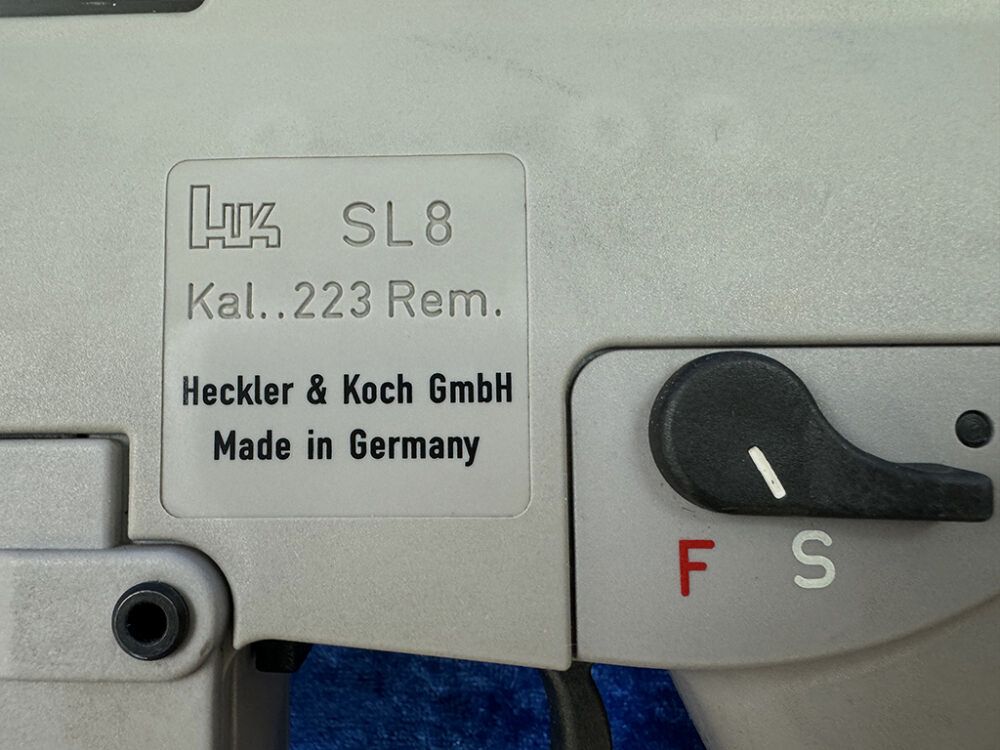 HK SL8
Kal..223 Rem.
Heckler & Koch GmbH
Made in Germany
F S